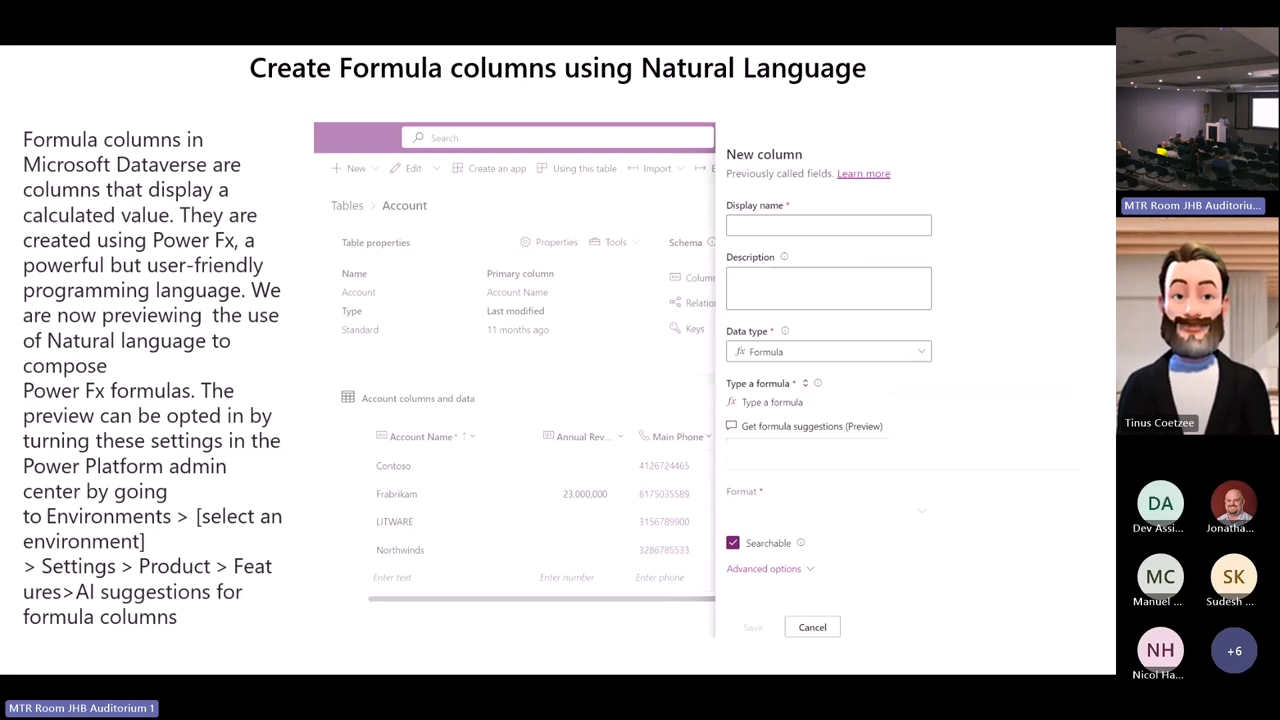 Create Formula columns using Natural Language
Formula columns in
Microsoft Dataverse are
columns that display a
calculated value. They are
created using Power Fx, a
powerful but user-friendly
programming language. We
are now previewing the use
of Natural language to
compose
Power Fx formulas. The
preview can be opted in by
turning these settings in the
Power Platform admin
center by going
to Environments > [select an
environment]
> Settings > Product > Feat
ures>AI suggestions for
formula columns
Search
New Edit Create an app Using this table Import E
Tables > Account
Table properties Properties Tools Schema
Name Primary column
Account Account Name
Type Last modified
Standard 11 months ago
Column
Relatio
Keys
Account columns and data
Account Name * ↑ Annual Rev... Main Phone
Contoso 4126724465
Frabrikam 23,000,000 8175035589
LITWARE 3156789900
Northwinds 3286785533
Enter text Enter number Enter phone
New column
Previously called fields. Learn more
Display name *
Description
Data type *
fx Formula
Type a formula *
fx Type a formula
Get formula suggestions (Preview)
Format *
Searchable
Advanced options
Save Cancel
MTR Room JHB Auditoriu...
Tinus Coetzee
DA
Dev Assi...
Jonatha...
MC
Manuel ...
SK
Sudesh ...
NH
Nicol Ha...
+6
MTR Room JHB Auditorium 1